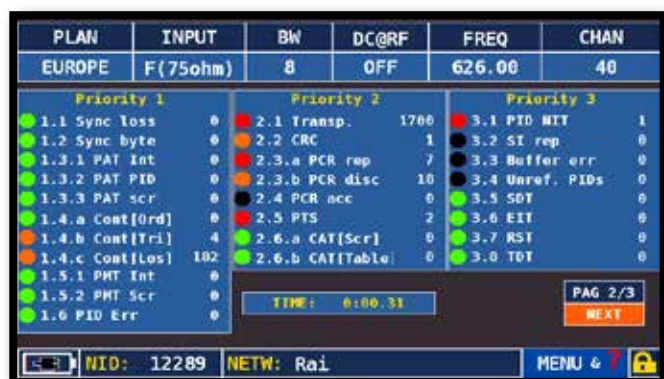 PLAN INPUT BW DC@RF FREQ CHAN
EUROPE F(75ohm) 8 OFF 626.00 40
Priority 1 Priority 2 Priority 3
1.1 Sync loss 0 2.1 Transp. 1700 3.1 PID NIT 1
1.2 Sync byte 0 2.2 CRC 1 3.2 SI rep 0
1.3.1 PAT Int 0 2.3.a PCR rep 7 3.3 Buffer err 0
1.3.2 PAT PID 0 2.3.b PCR disc 10 3.4 Unref. PIDs 0
1.3.3 PAT scr 0 2.4 PCR acc 0 3.5 SDT 0
1.4.a Cont[Ord] 0 2.5 PTS 2 3.6 EIT 0
1.4.b Cont[Tri] 4 2.6.a CAT[Scr] 0 3.7 RST 0
1.4.c Cont[Los] 102 2.6.b CAT[Table 0 3.8 TDT 0
1.5.1 PMT Int 0
1.5.2 PMT Scr 0
1.6 PID Err 0
TIME: 0:00.31
PAG 2/3
NEXT
NID: 12289 NETW: Rai MENU & ?